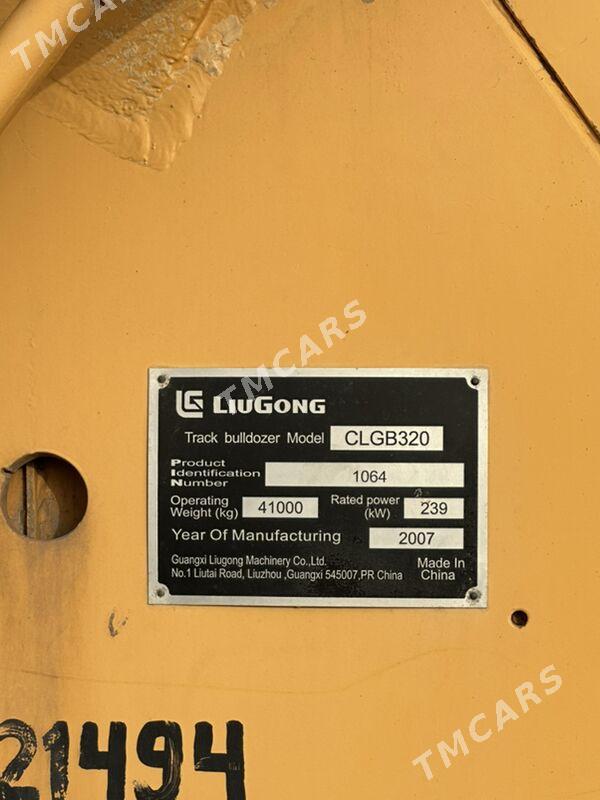 TMCARS
TMCARS
LG LIUGONG
Track bulldozer Model CLGB320
Product
Identification 1064
Number
Operating
Weight (kg) 41000
Rated power
(kW) 239
Year Of Manufacturing 2007
Guangxi Liugong Machinery Co.,Ltd.
No.1 Liutai Road, Liuzhou ,Guangxi 545007,PR China
Made In
China
TMCARS
21494